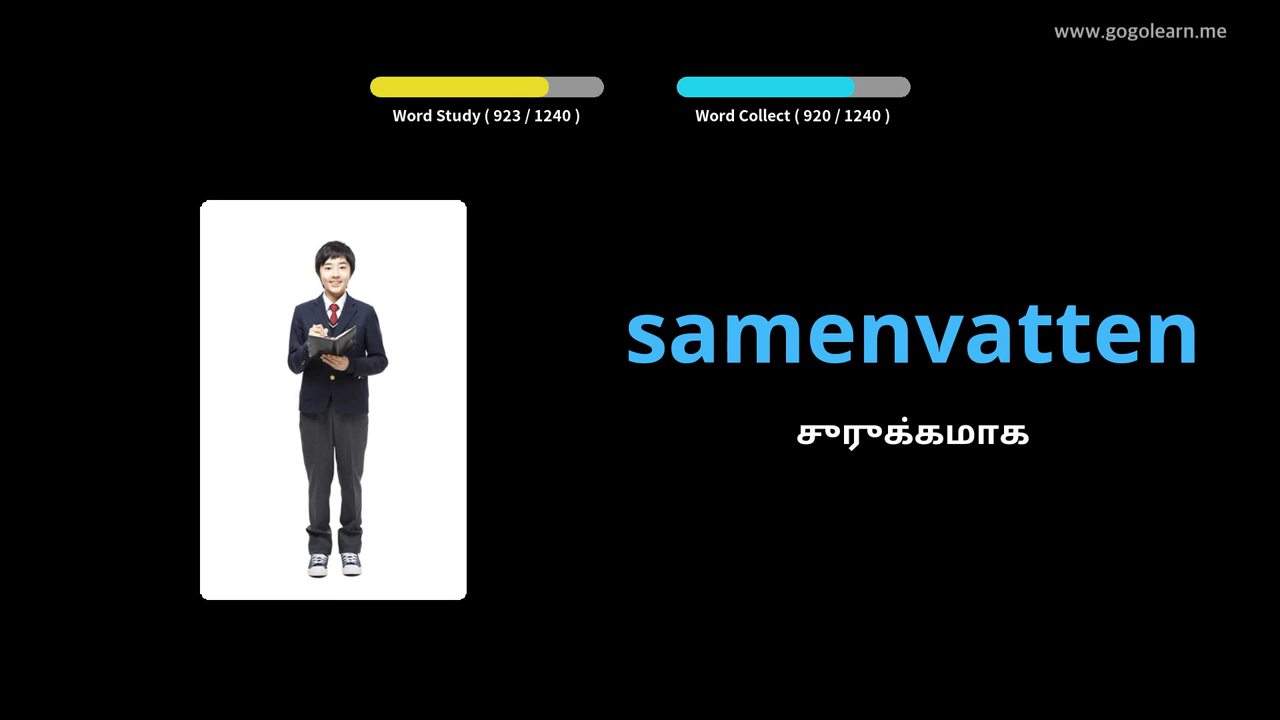 www.gogolearn.me
Word Study ( 923 / 1240 )
Word Collect ( 920 / 1240 )
samenvatten
சுருக்கமாக